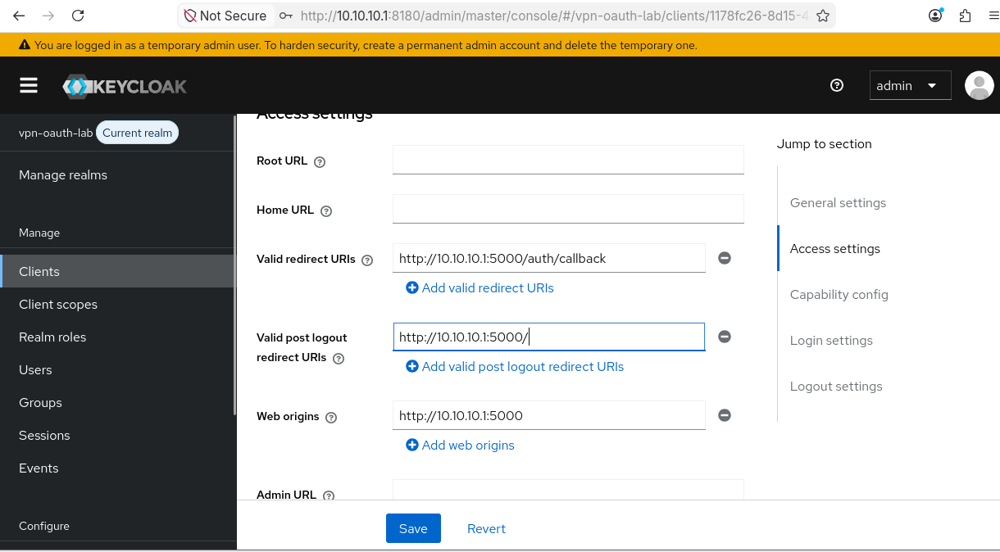 Not Secure http://10.10.10.1:8180/admin/master/console/#/vpn-oauth-lab/clients/1178fc26-8d15-4
You are logged in as a temporary admin user. To harden security, create a permanent admin account and delete the temporary one.
KEYCLOAK
admin
vpn-oauth-lab Current realm
Manage realms
Manage
Clients
Client scopes
Realm roles
Users
Groups
Sessions
Events
Configure
Access settings
Root URL
Home URL
Valid redirect URIs http://10.10.10.1:5000/auth/callback
Add valid redirect URIs
Valid post logout
redirect URIs
http://10.10.10.1:5000/
Add valid post logout redirect URIs
Web origins http://10.10.10.1:5000
Add web origins
Admin URL
Save Revert
Jump to section
General settings
Access settings
Capability config
Login settings
Logout settings